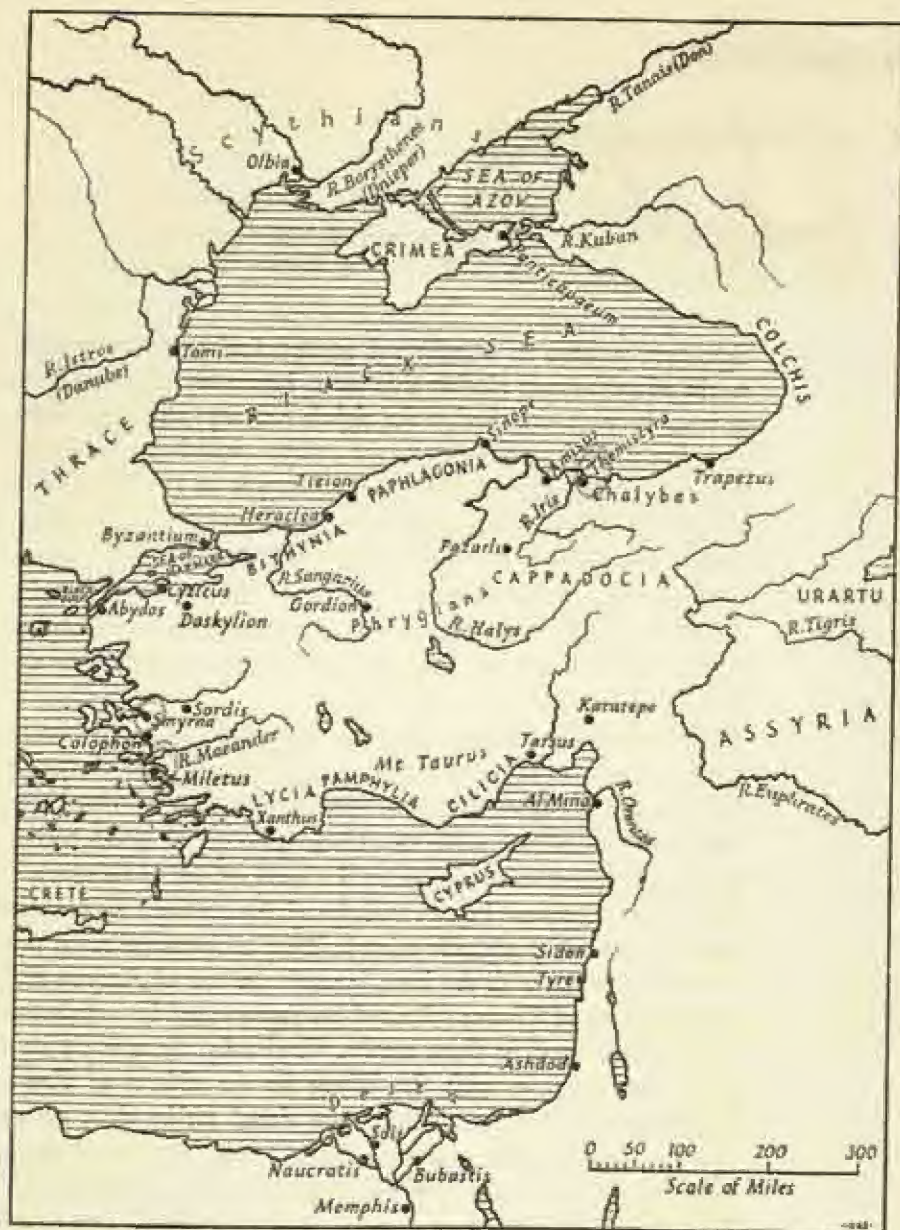 R. Tanais (Don)
Scythians
Olbia
R. Borysthenes
(Dnieper)
SEA OF
AZOV
CRIMEA
R. Kuban
Panticapaeum
COLCHIS
BLACK SEA
R. Istros
(Danube)
Tomi
THRACE
Sinope
Amisus
Themiscyra
Trapezus
Chalybes
Tieion
PAPHLAGONIA
Heraclea
R. Iris
Byzantium
BITHYNIA
Pazarli
CAPPADOCIA
SEA OF
R. Sangarius
URARTU
Cyzicus
Abydos
Daskylion
Gordion
Phrygians
R. Halys
R. Tigris
Sardis
Smyrna
Karatepe
Colophon
R. Maeander
ASSYRIA
Miletus
Mt Taurus
Tarsus
LYCIA
PAMPHYLIA
CILICIA
Al Mina
R. Orontes
R. Euphrates
Xanthus
CYPRUS
CRETE
Sidon
Tyre
Ashdod
Delta
Sais
Naucratis
Bubastis
Memphis
0 50 100 200 300
Scale of Miles